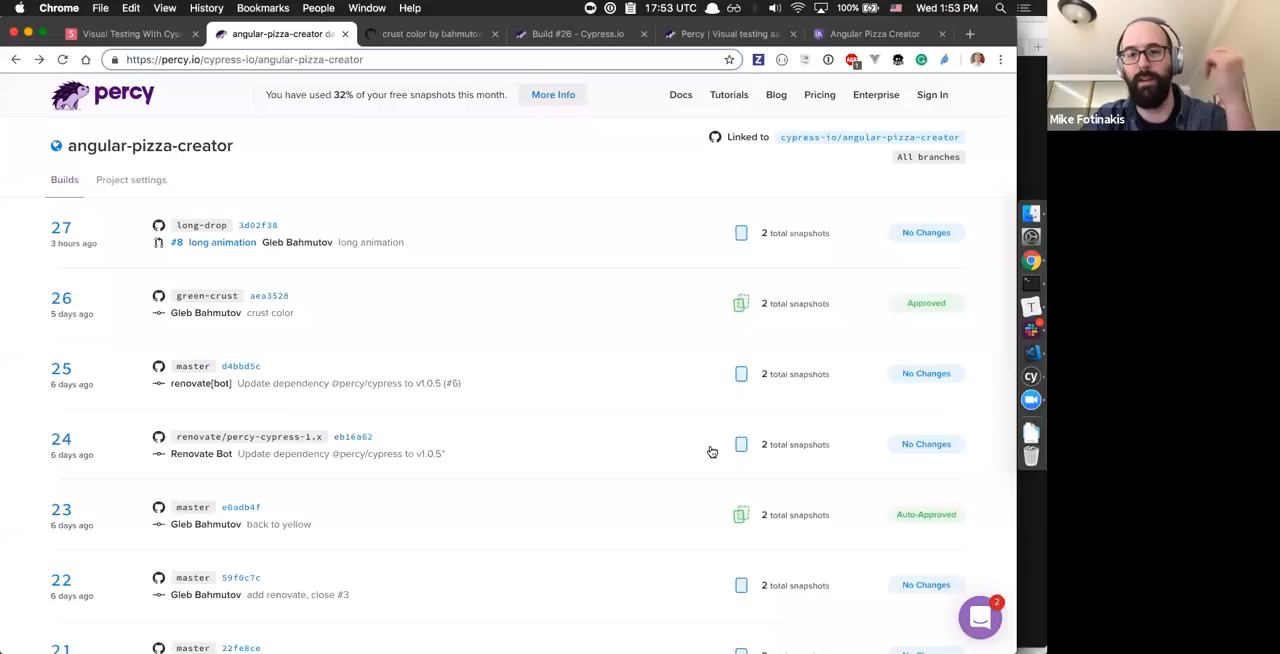 Chrome File Edit View History Bookmarks People Window Help 17:53 UTC 100% Wed 1:53 PM
Visual Testing With Cyp × angular-pizza-creator de × crust color by bahmutov × Build #26 - Cypress.io × Percy | Visual testing as × Angular Pizza Creator × +
https://percy.io/cypress-io/angular-pizza-creator
Mike Fotinakis
percy You have used 32% of your free snapshots this month. More Info Docs Tutorials Blog Pricing Enterprise Sign In
angular-pizza-creator Linked to cypress-io/angular-pizza-creator
All branches
Builds Project settings
27 long-drop 3d02f38 2 total snapshots No Changes
3 hours ago #8 long animation Gleb Bahmutov long animation
26 green-crust aea3528 2 total snapshots Approved
5 days ago Gleb Bahmutov crust color
25 master d4bbd5c 2 total snapshots No Changes
6 days ago renovate[bot] Update dependency @percy/cypress to v1.0.5 (#6)
24 renovate/percy-cypress-1.x eb16a62 2 total snapshots No Changes
6 days ago Renovate Bot Update dependency @percy/cypress to v1.0.5"
23 master e0adb4f 2 total snapshots Auto-Approved
6 days ago Gleb Bahmutov back to yellow
22 master 59f0c7c 2 total snapshots No Changes
6 days ago Gleb Bahmutov add renovate, close #3
2
21 master 22fe8ce